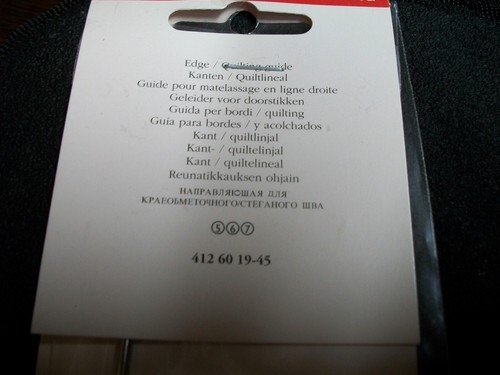 Edge / Quilting guide
Kanten / Quiltlineal
Guide pour matelassage en ligne droite
Geleider voor doorstikken
Guida per bordi / quilting
Guía para bordes / y acolchados
Kant / quiltlinjal
Kant- / quiltelinjal
Kant / quiltelineal
Reunatikkauksen ohjain
НАПРАВЛЯЮЩАЯ ДЛЯ
КРАЕОБМЕТОЧНОГО/СТЕГАНОГО ШВА
⑤⑥⑦
412 60 19-45